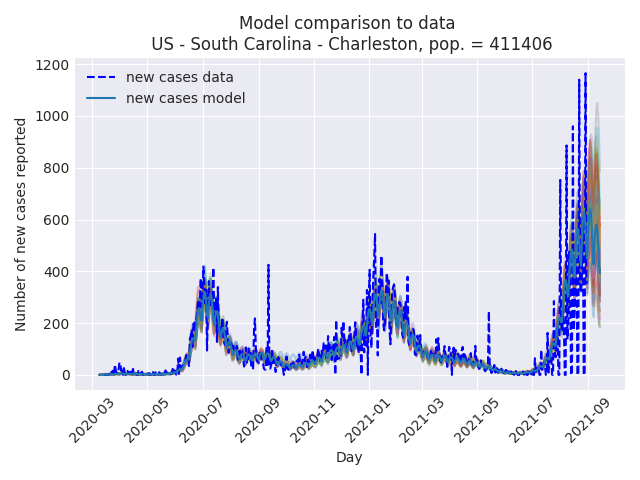 Model comparison to data
US - South Carolina - Charleston, pop. = 411406
new cases data
new cases model
Number of new cases reported
1200
1000
800
600
400
200
0
2020-03
2020-05
2020-07
2020-09
2020-11
2021-01
2021-03
2021-05
2021-07
2021-09
Day